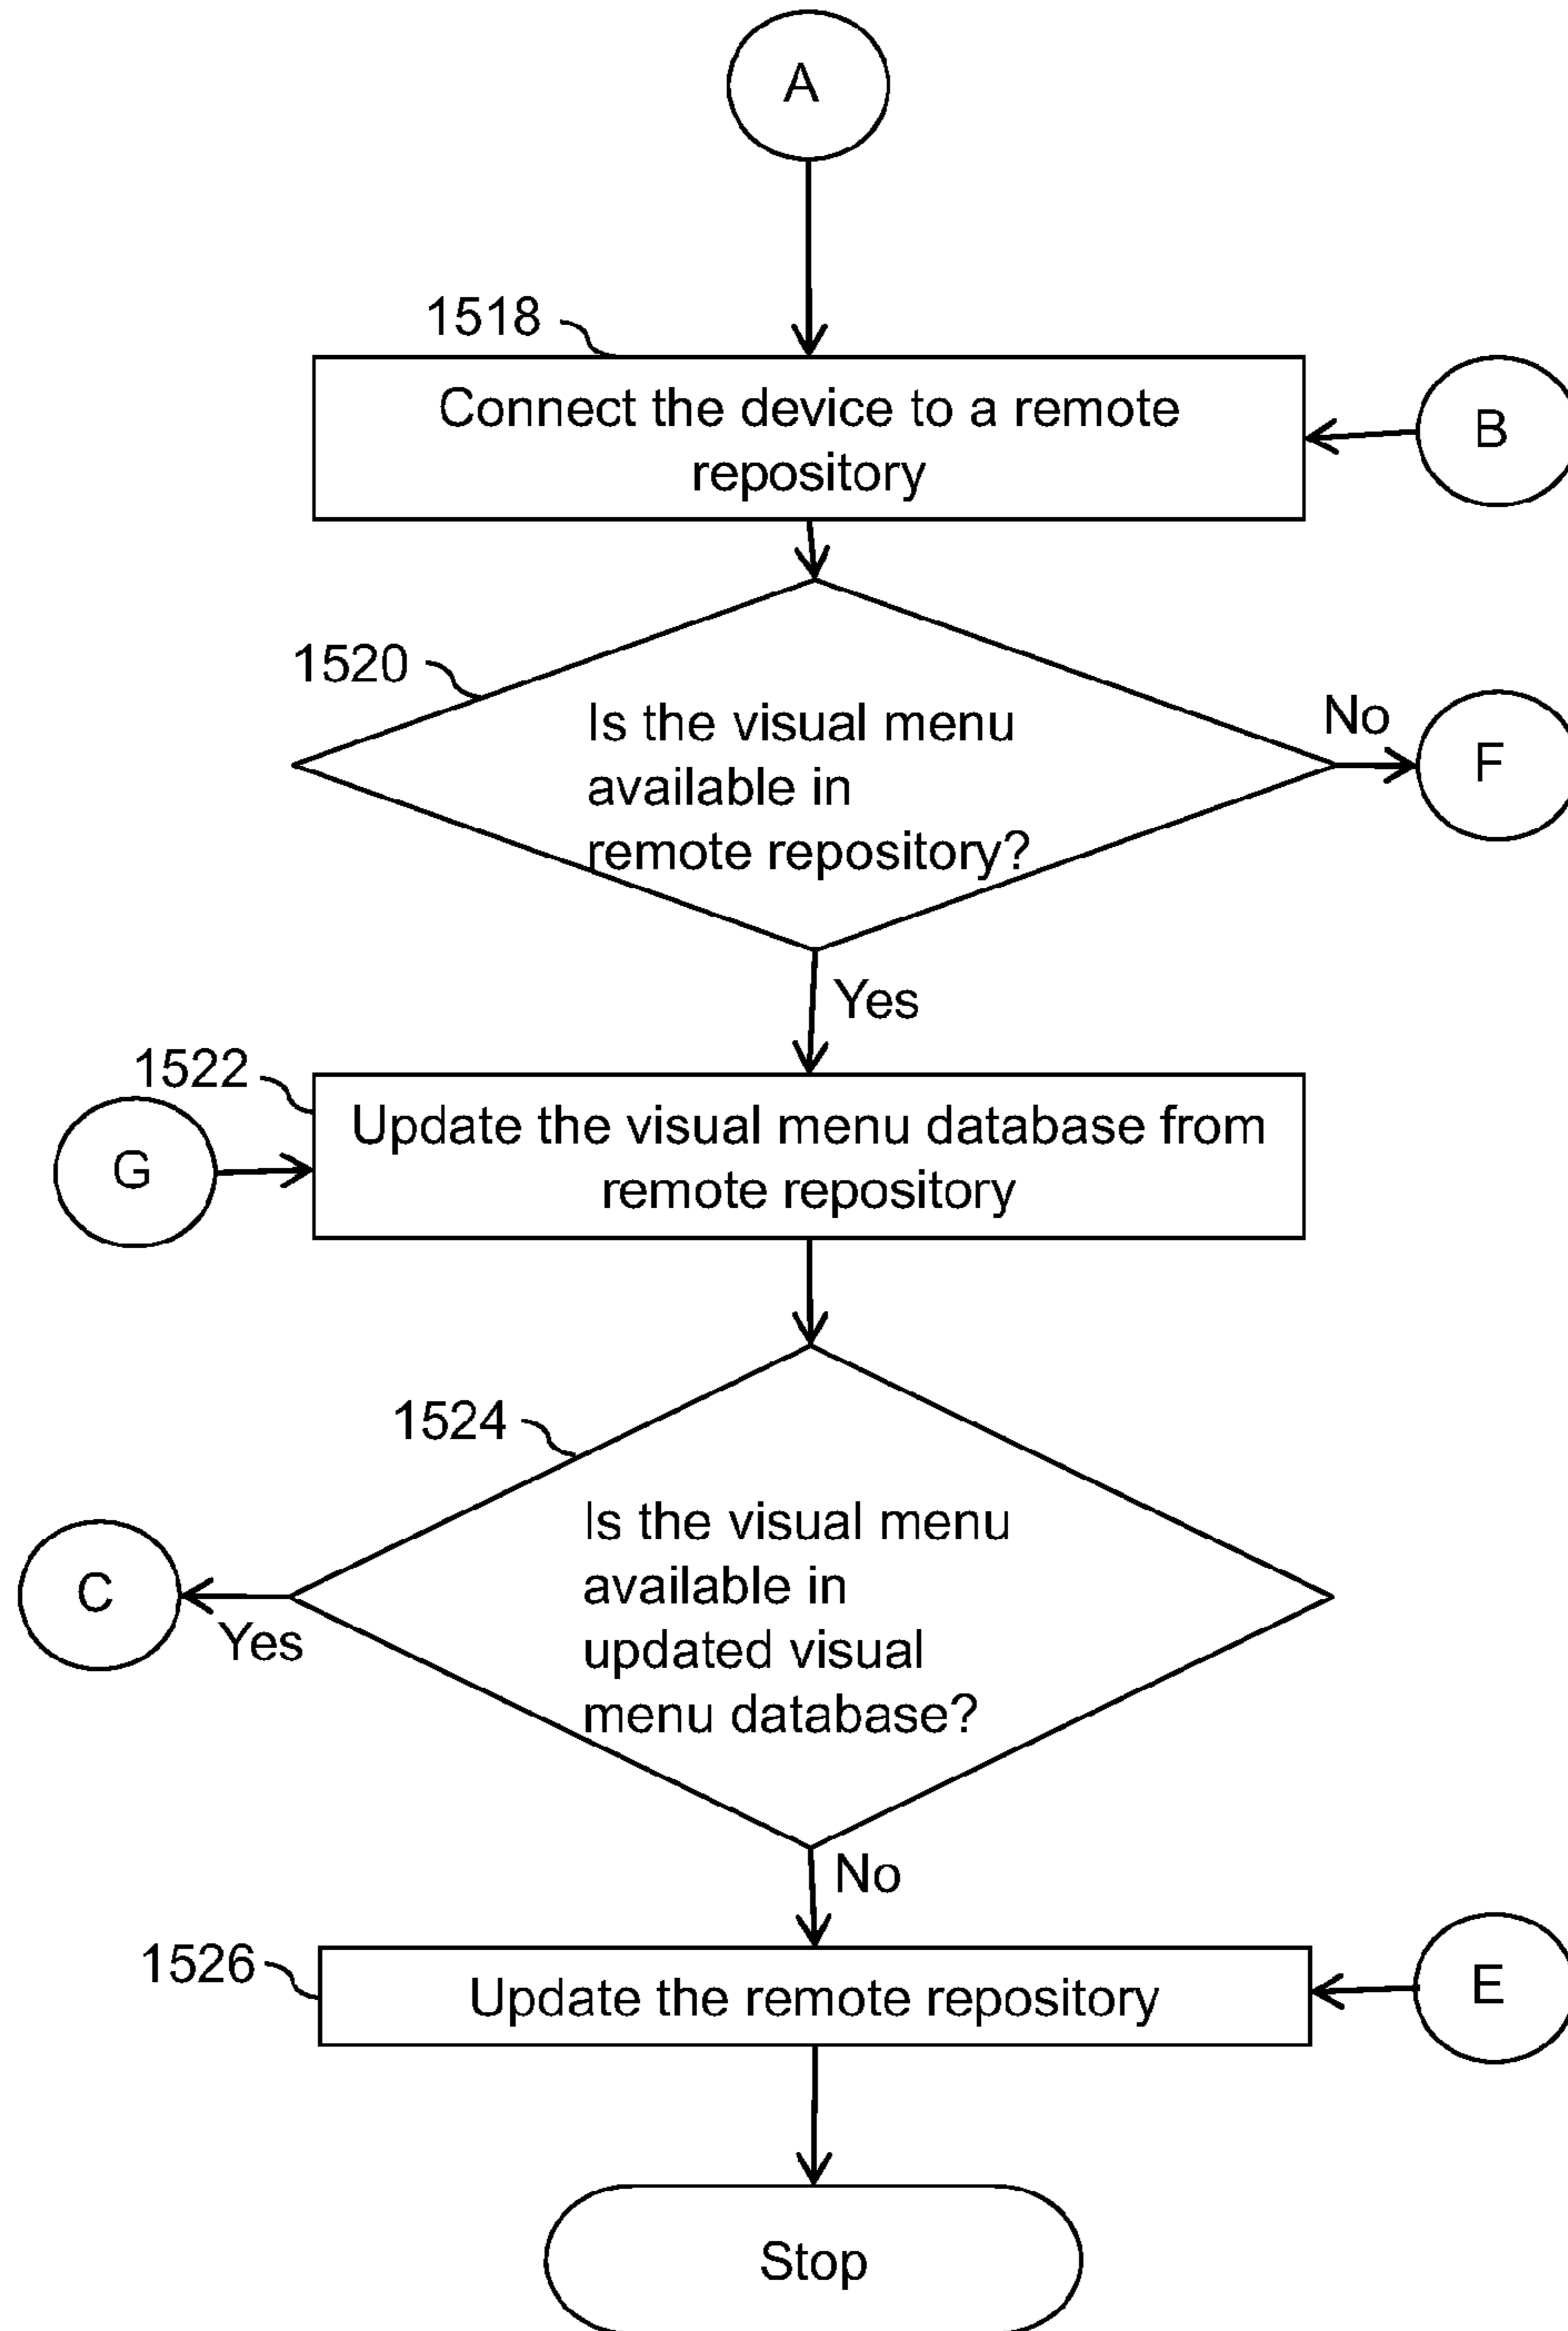 A
1518
Connect the device to a remote
repository
B
1520
Is the visual menu
available in
remote repository?
No
F
Yes
1522
Update the visual menu database from
remote repository
G
1524
Is the visual menu
available in
updated visual
menu database?
C
Yes
No
1526
Update the remote repository
E
Stop